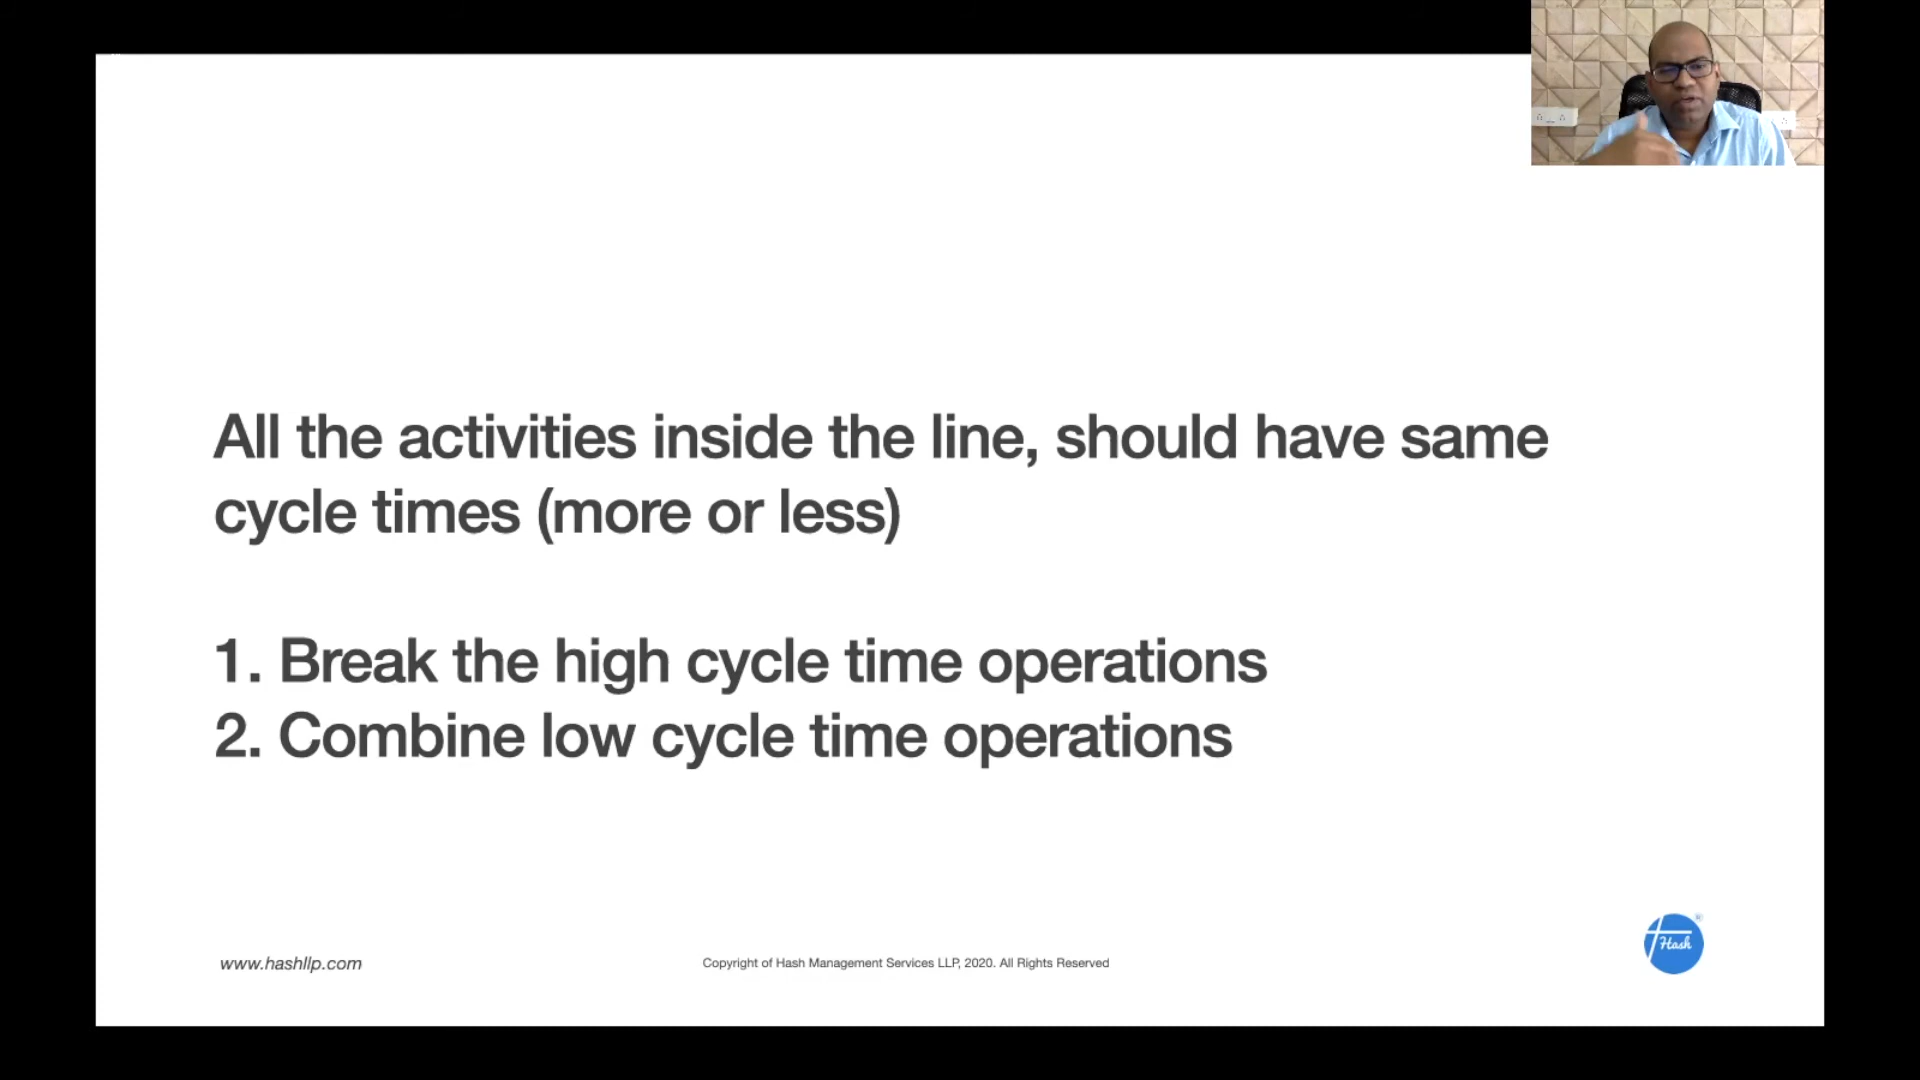 All the activities inside the line, should have same
cycle times (more or less)
1. Break the high cycle time operations
2. Combine low cycle time operations
www.hashllp.com
Copyright of Hash Management Services LLP, 2020. All Rights Reserved
Hash
®